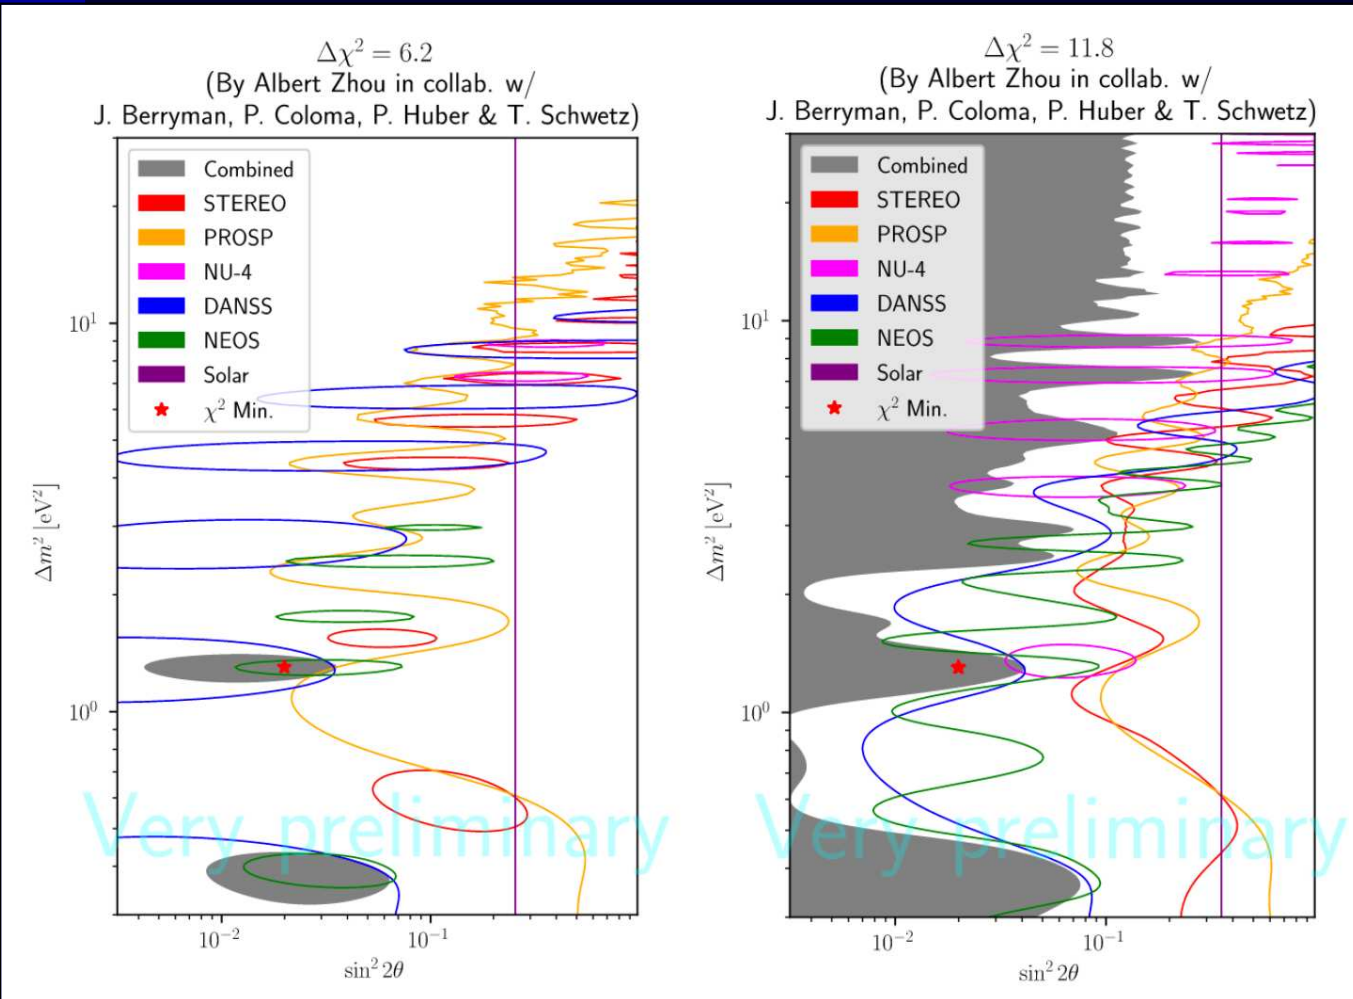 Δχ² = 6.2
(By Albert Zhou in collab. w/
J. Berryman, P. Coloma, P. Huber & T. Schwetz)
Combined
STEREO
PROSP
NU-4
DANSS
NEOS
Solar
χ² Min.
10¹
10⁰
Δm² [eV²]
Very preliminary
10⁻²
10⁻¹
sin² 2θ
Δχ² = 11.8
(By Albert Zhou in collab. w/
J. Berryman, P. Coloma, P. Huber & T. Schwetz)
Combined
STEREO
PROSP
NU-4
DANSS
NEOS
Solar
χ² Min.
10¹
10⁰
Δm² [eV²]
Very preliminary
10⁻²
10⁻¹
sin² 2θ